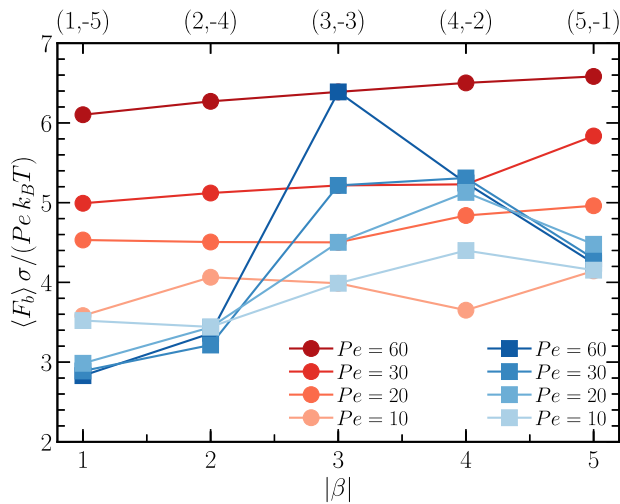 (1,-5) (2,-4) (3,-3) (4,-2) (5,-1)
7
6
5
4
3
2
⟨F_b⟩ σ/(Pe k_BT)
Pe = 60 Pe = 60
Pe = 30 Pe = 30
Pe = 20 Pe = 20
Pe = 10 Pe = 10
1 2 3 4 5
|β|